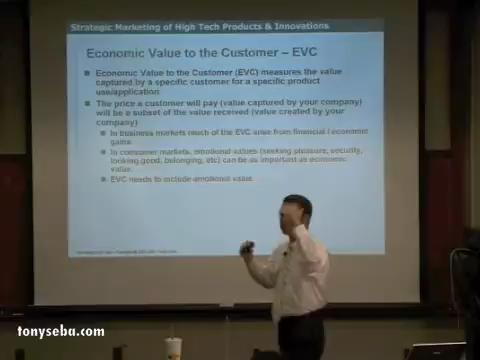 Strategic Marketing of High Tech Products & Innovations
Economic Value to the Customer – EVC
Economic Value to the Customer (EVC) measures the value
captured by a specific customer for a specific product
use/application
The price a customer will pay (value captured by your company)
will be a subset of the value received (value created by your
company)
In business markets much of the EVC arise from financial / economic
gains
In consumer markets, emotional values (seeking pleasure, security,
looking good, belonging, etc) can be as important as economic
value.
EVC needs to include emotional value
tonyseba.com